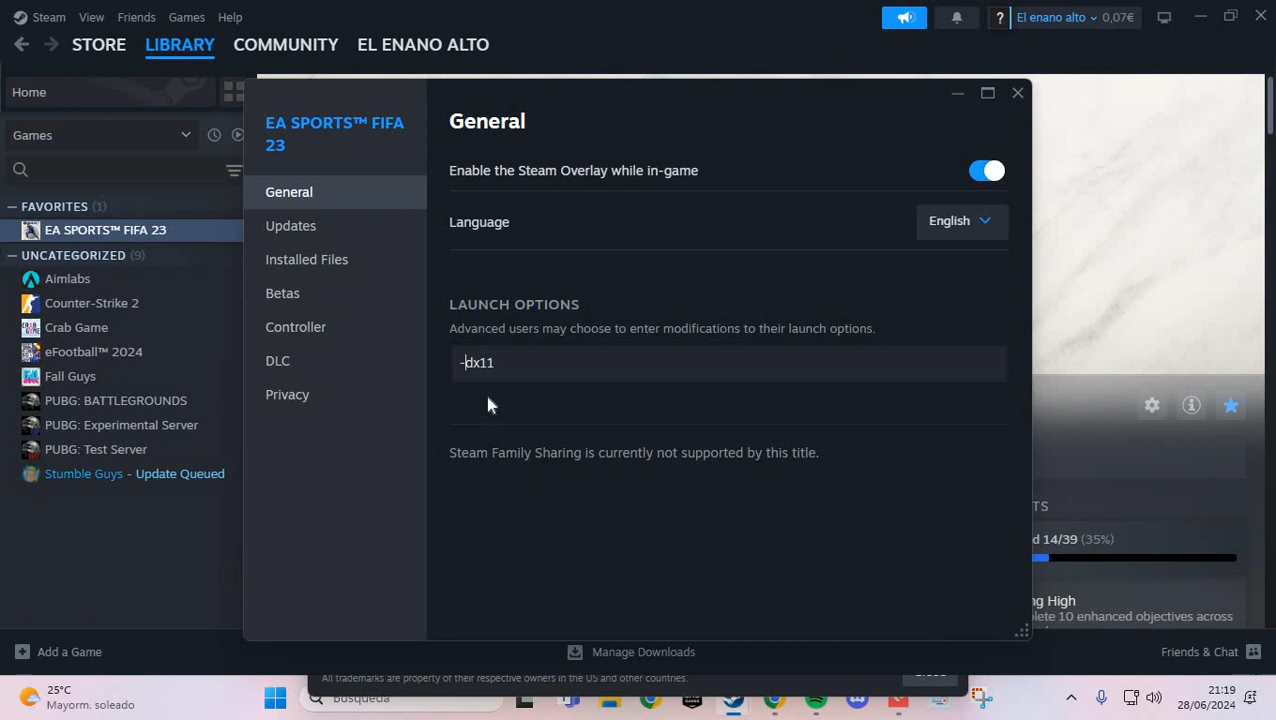 Steam View Friends Games Help
El enano alto 0,07€
STORE LIBRARY COMMUNITY EL ENANO ALTO
Home
Games
FAVORITES (1)
EA SPORTS™ FIFA 23
UNCATEGORIZED (9)
Aimlabs
Counter-Strike 2
Crab Game
eFootball™ 2024
Fall Guys
PUBG: BATTLEGROUNDS
PUBG: Experimental Server
PUBG: Test Server
Stumble Guys - Update Queued
EA SPORTS™ FIFA
23
General
Updates
Installed Files
Betas
Controller
DLC
Privacy
General
Enable the Steam Overlay while in-game
Language
English
LAUNCH OPTIONS
Advanced users may choose to enter modifications to their launch options.
-dx11
Steam Family Sharing is currently not supported by this title.
TS
d 14/39 (35%)
ng High
lete 10 enhanced objectives across
Add a Game
Manage Downloads
Friends & Chat
All trademarks are property of their respective owners in the US and other countries.
Close
25°C
Mayorm. soleado
Búsqueda
21:19
28/06/2024